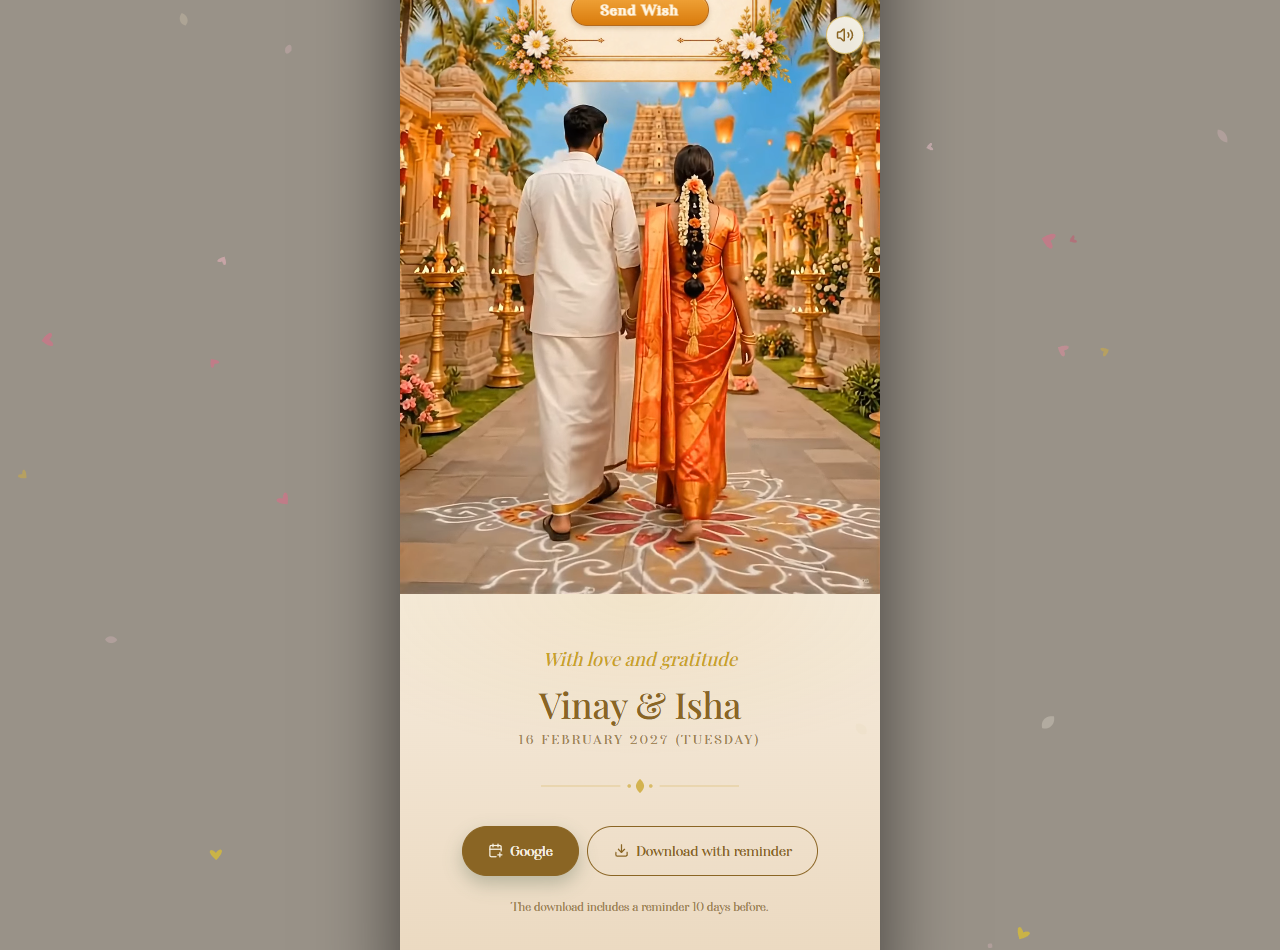 Send Wish
With love and gratitude
Vinay & Isha
16 FEBRUARY 2027 (TUESDAY)
Google
Download with reminder
The download includes a reminder 10 days before.